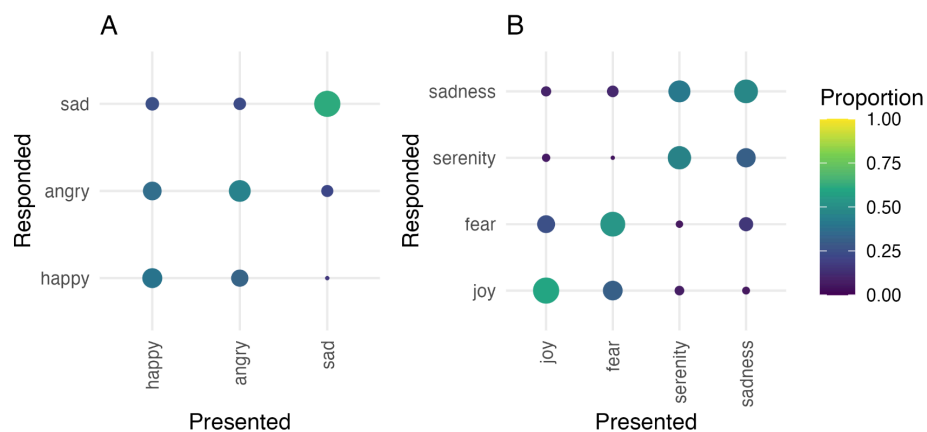 A
sad
angry
happy
Responded
happy
angry
sad
Presented
B
sadness
serenity
fear
joy
Responded
joy
fear
serenity
sadness
Presented
Proportion
1.00
0.75
0.50
0.25
0.00